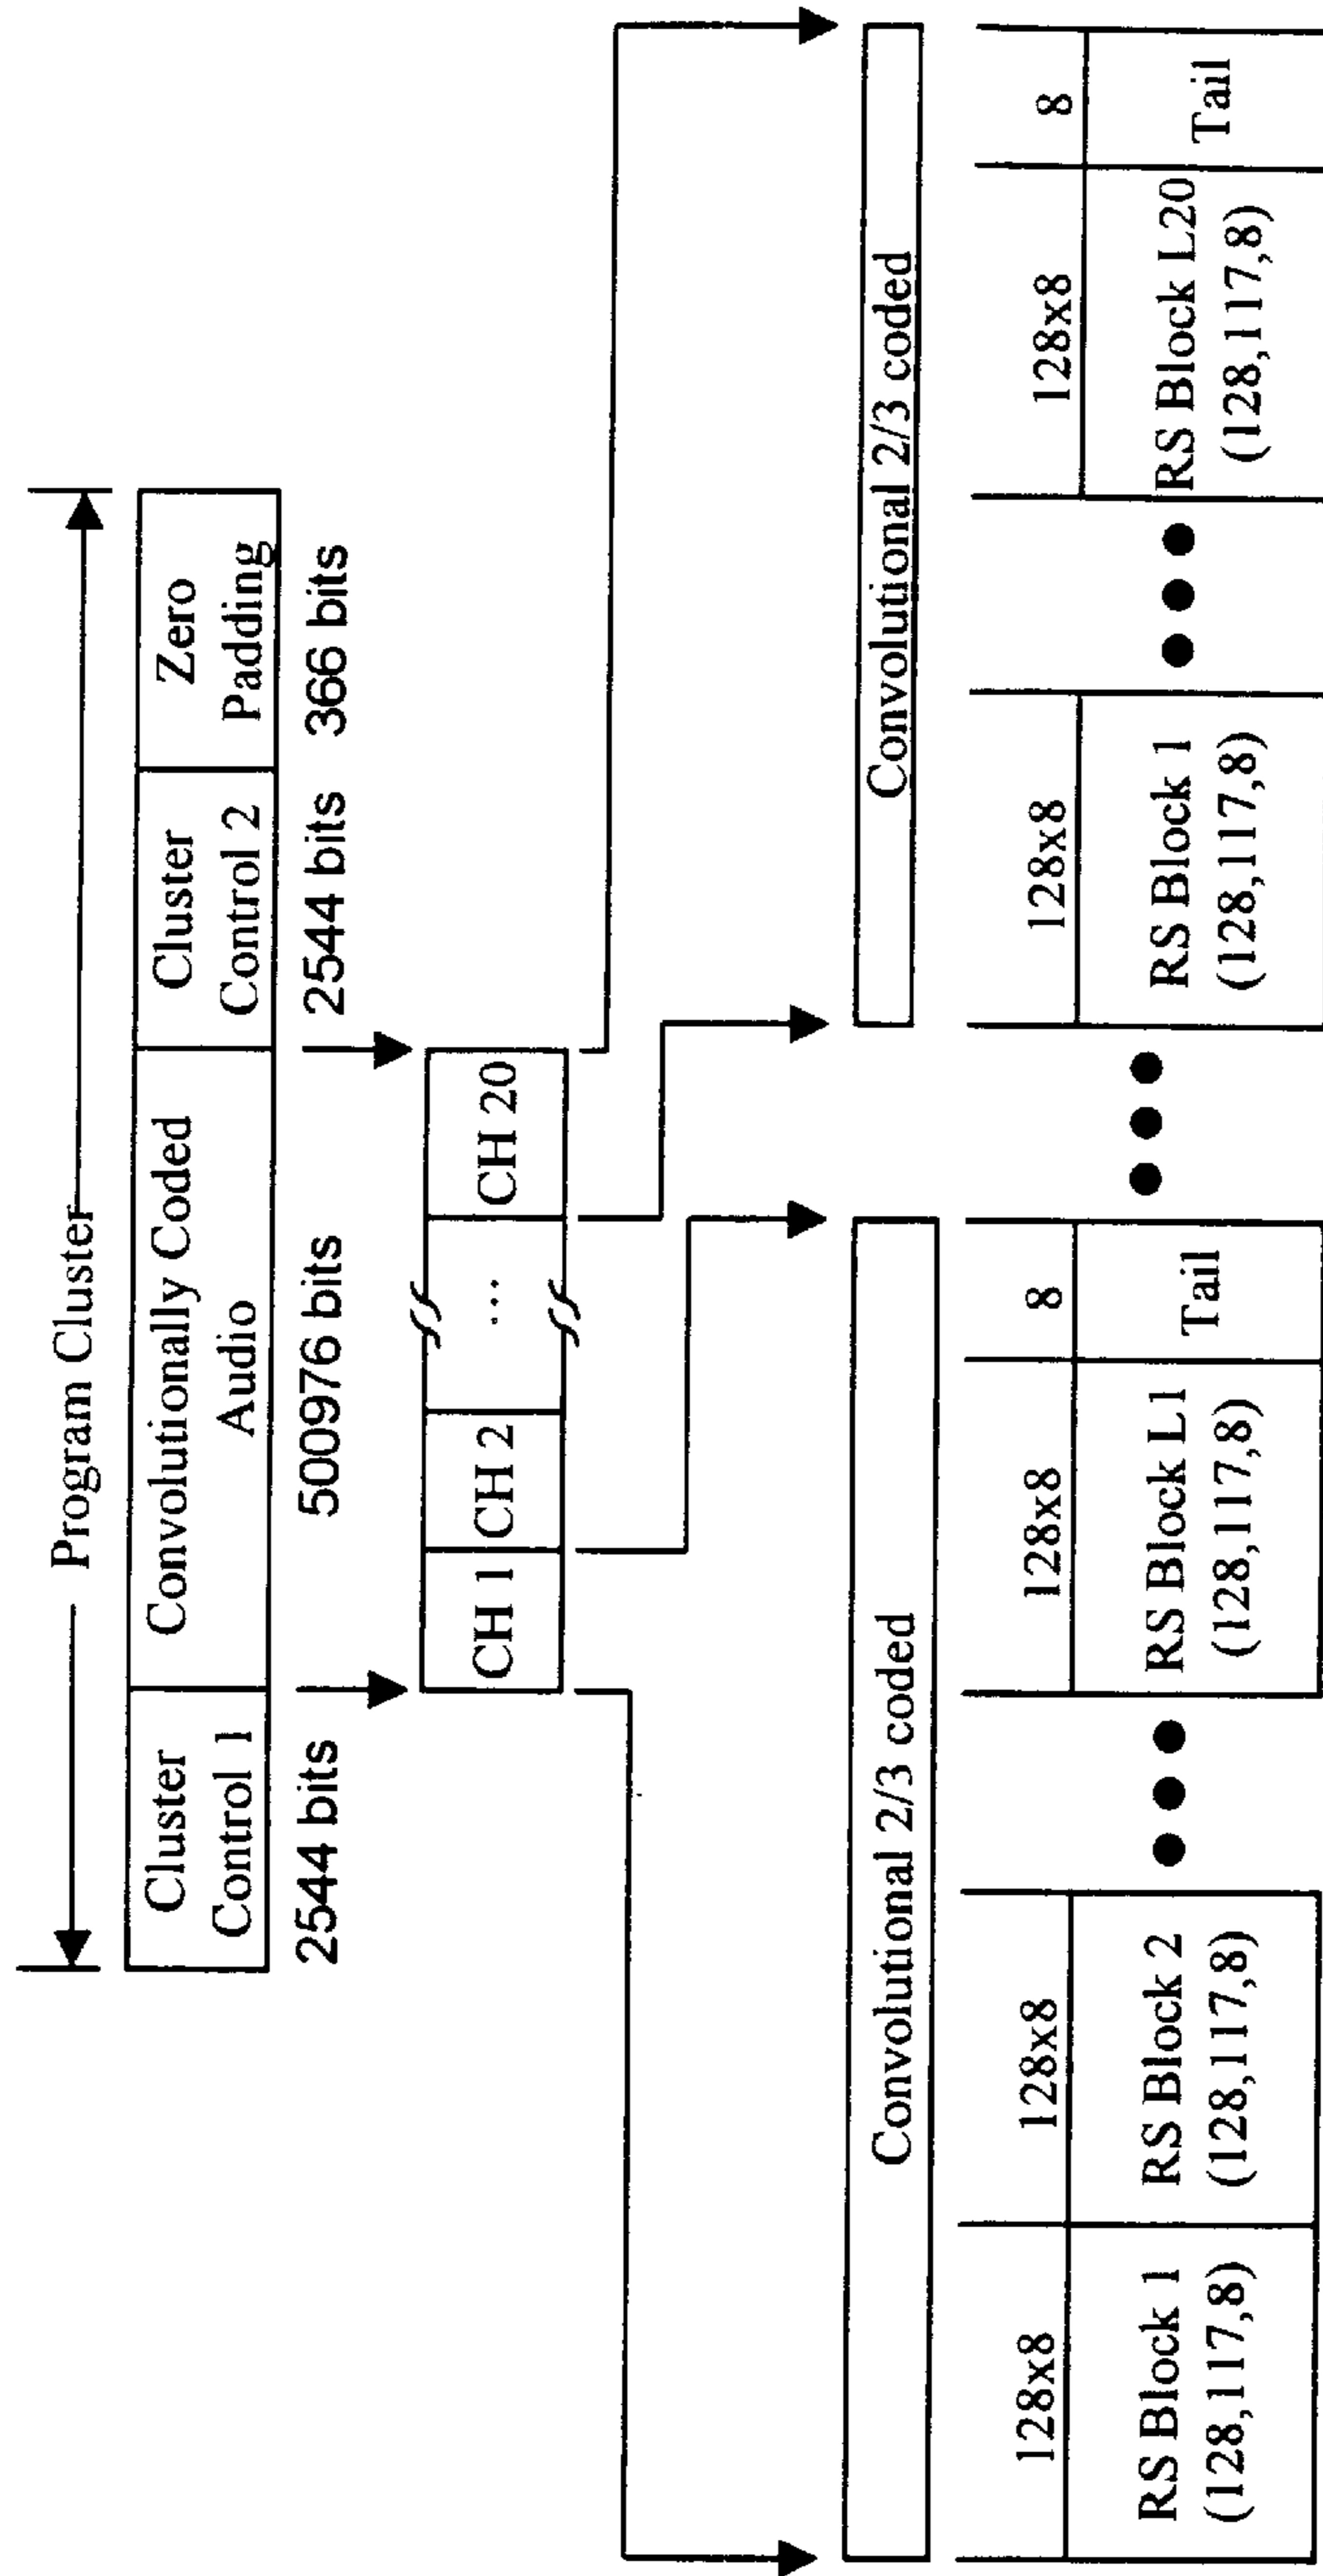 Program Cluster
Cluster
Control 1
Convolutionally Coded
Audio
Cluster
Control 2
Zero
Padding
2544 bits
500976 bits
2544 bits
366 bits
CH 1
CH 2
...
CH 20
Convolutional 2/3 coded
Convolutional 2/3 coded
128x8
128x8
128x8
8
128x8
128x8
8
RS Block 1
(128,117,8)
RS Block 2
(128,117,8)
RS Block L1
(128,117,8)
Tail
RS Block 1
(128,117,8)
RS Block L20
(128,117,8)
Tail